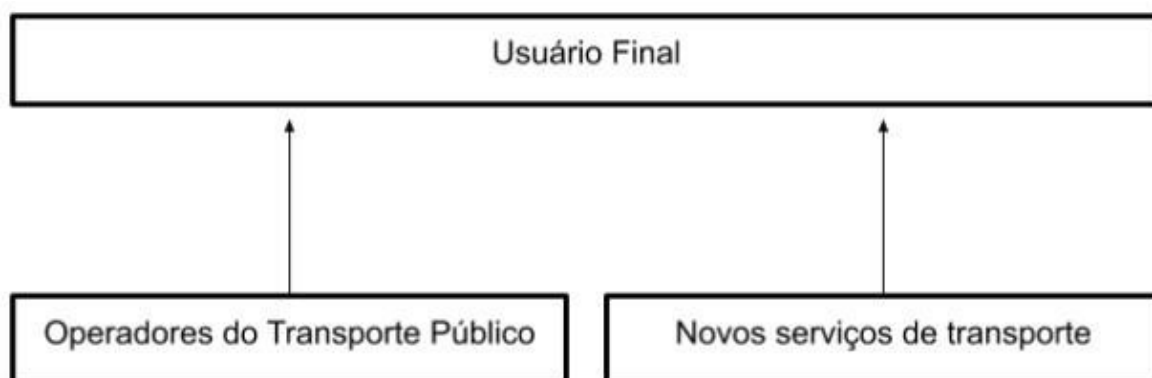 Usuário Final
Operadores do Transporte Público
Novos serviços de transporte